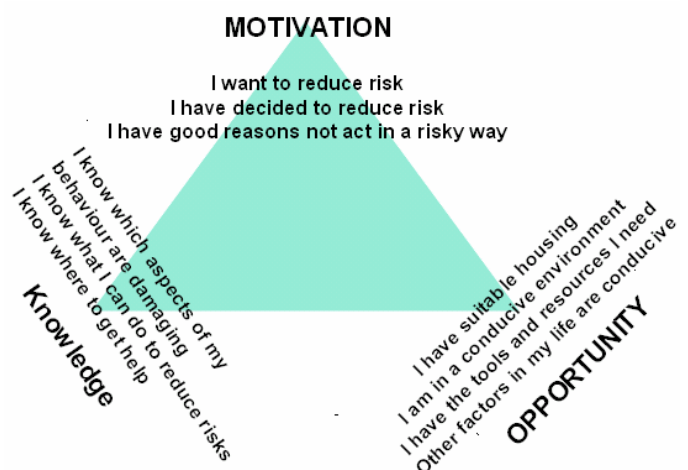 MOTIVATION
I want to reduce risk
I have decided to reduce risk
I have good reasons not act in a risky way
I know which aspects of my
behaviour are damaging
I know what I can do to reduce risks
I know where to get help
Knowledge
I have suitable housing
I am in a conducive environment
I have the tools and resources I need
Other factors in my life are conducive
OPPORTUNITY